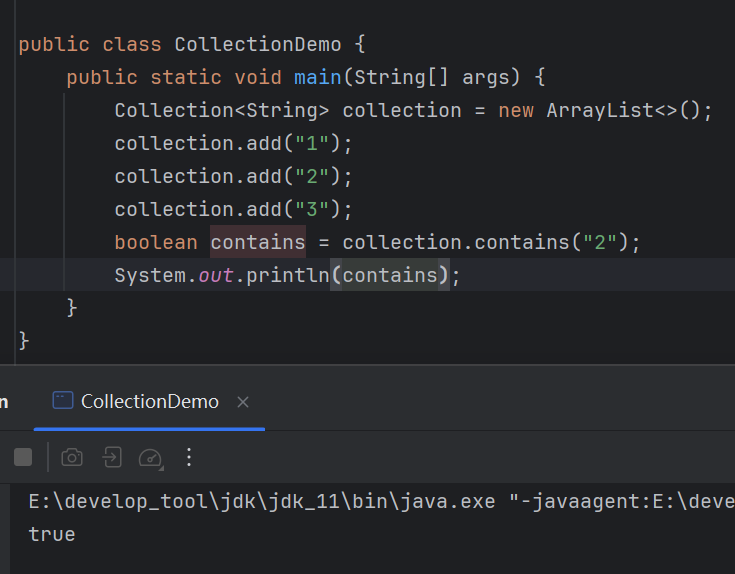 public class CollectionDemo {
public static void main(String[] args) {
Collection<String> collection = new ArrayList<>();
collection.add("1");
collection.add("2");
collection.add("3");
boolean contains = collection.contains("2");
System.out.println(contains);
}
}
n CollectionDemo ×
E:\develop_tool\jdk\jdk_11\bin\java.exe "-javaagent:E:\deve
true